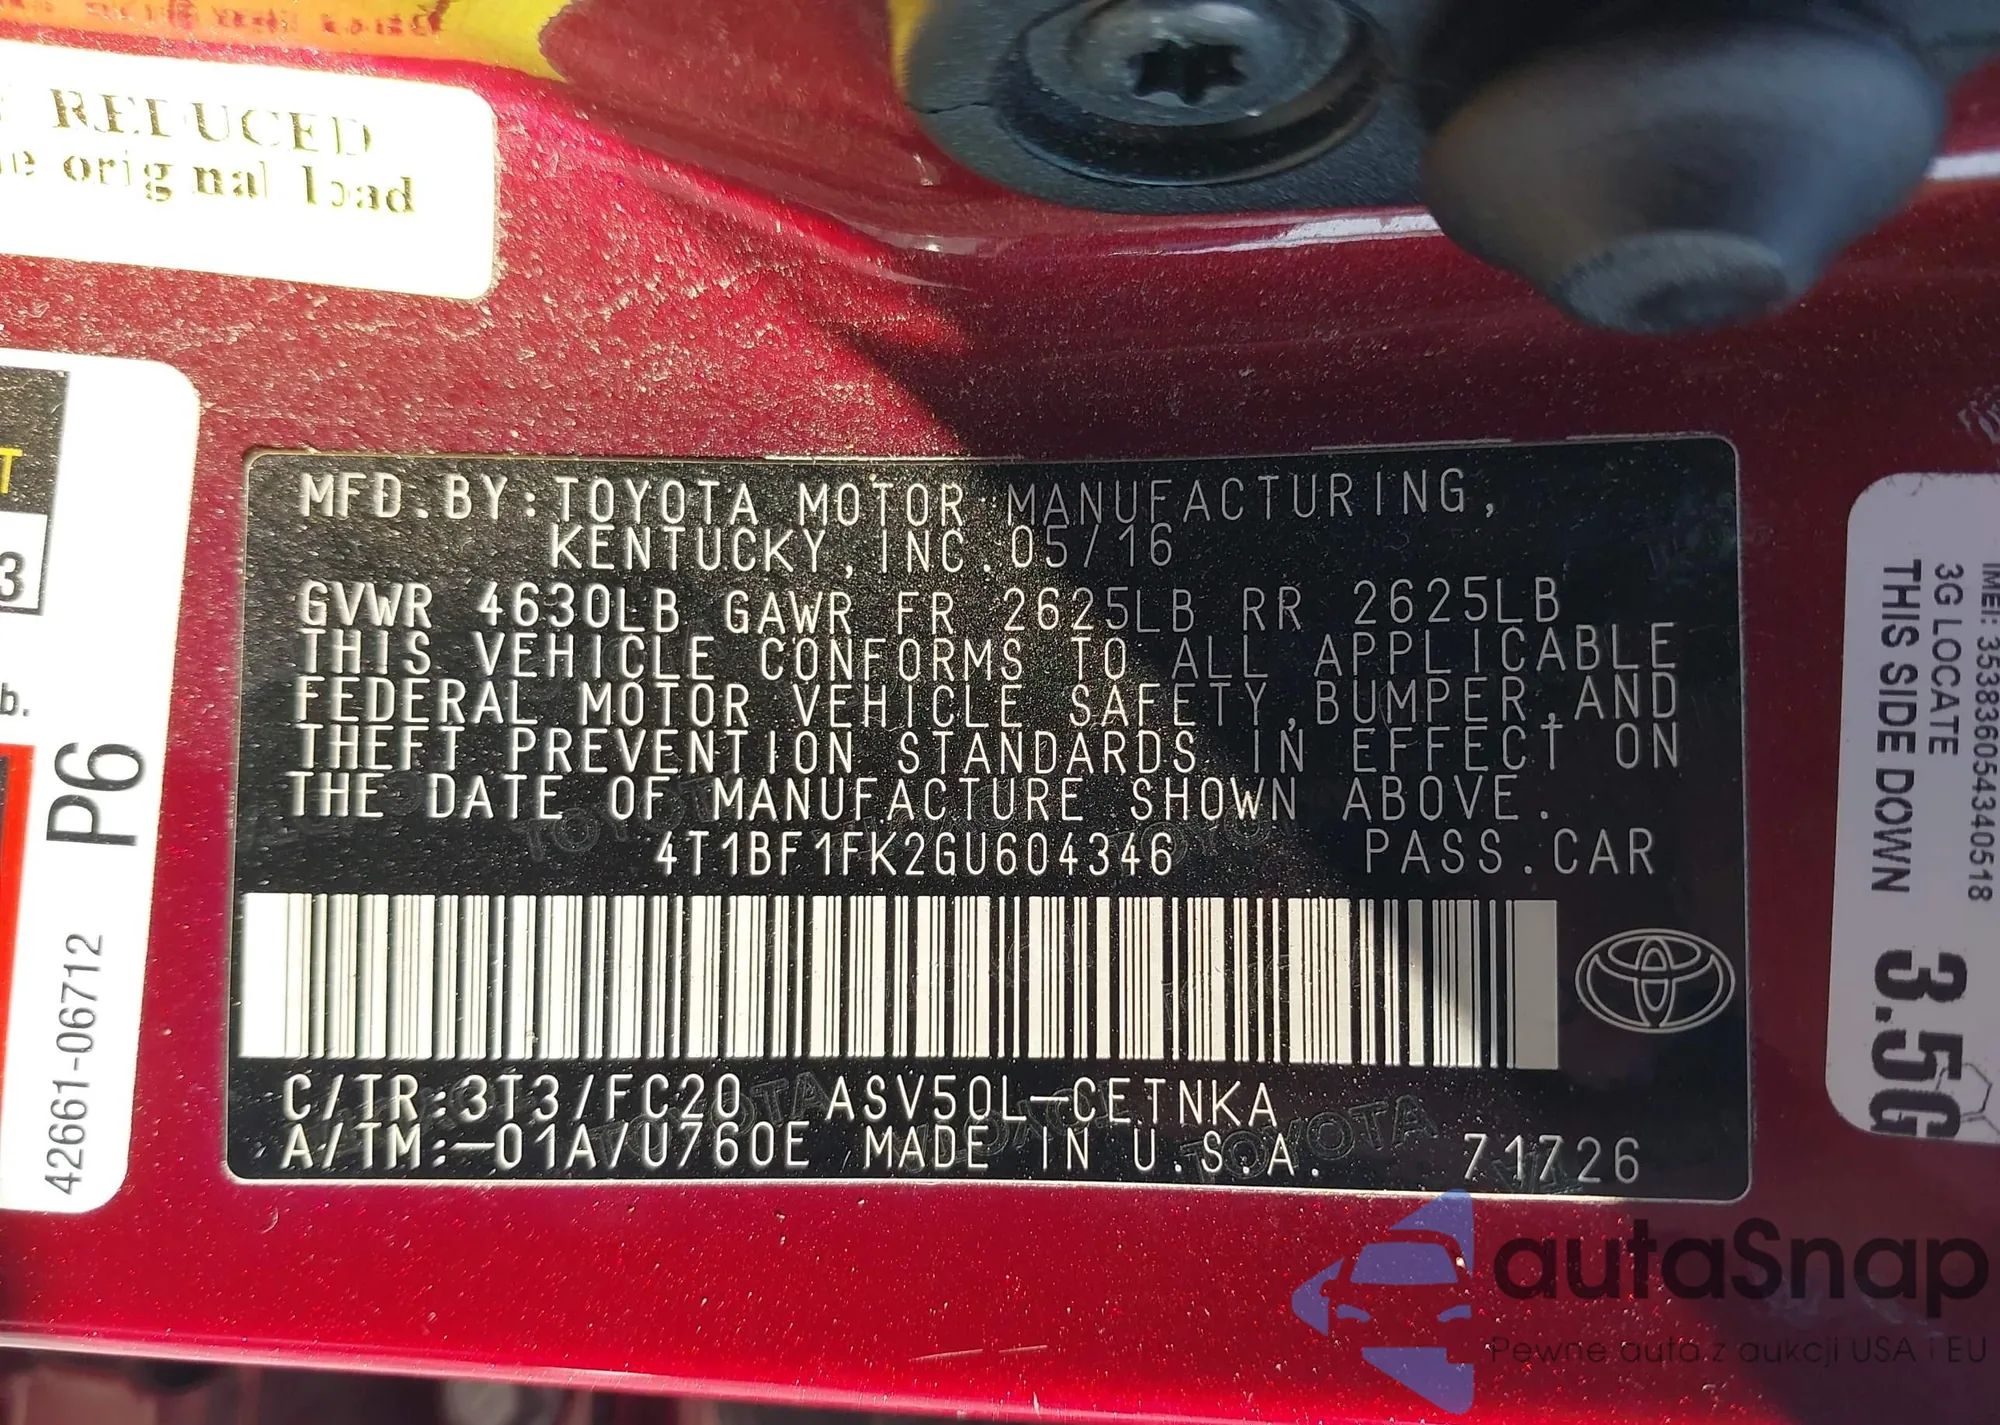 REDUCED
original load
T
3
b.
P6
42661-06712
MFD.BY:TOYOTA MOTOR MANUFACTURING,
KENTUCKY, INC. 05/16
GVWR 4630LB GAWR FR 2625LB RR 2625LB
THIS VEHICLE CONFORMS TO ALL APPLICABLE
FEDERAL MOTOR VEHICLE SAFETY,BUMPER,AND
THEFT PREVENTION STANDARDS IN EFFECT ON
THE DATE OF MANUFACTURE SHOWN ABOVE.
4T1BF1FK2GU604346 PASS.CAR
C/TR:3T3/FC20 ASV50L-CETNKA
A/TM:-01A/U760E MADE IN U.S.A. 71726
TOYOTA
IMEI: 353836054340518
3G LOCATE
THIS SIDE DOWN
3.5G
autaSnap
Pewne auta z aukcji USA i EU